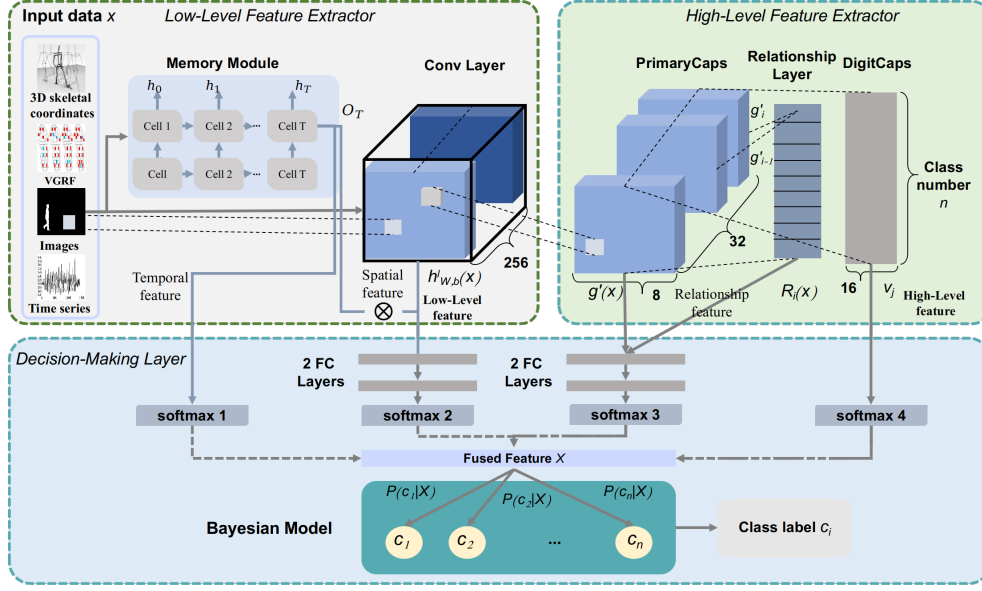 Input data x
Low-Level Feature Extractor
3D skeletal
coordinates
VGRF
Images
Time series
Memory Module
h0
h1
hT
OT
Cell 1
Cell 2
...
Cell T
Cell
Cell 2
...
Cell T
Conv Layer
256
Temporal
feature
Spatial
feature
h^l_{W,b}(x)
Low-Level
feature
High-Level Feature Extractor
PrimaryCaps
Relationship
Layer
DigitCaps
g'i
g'i-1
32
Class
number
n
g'(x)
8
Relationship
feature
Ri(x)
16
vj
High-Level
feature
Decision-Making Layer
2 FC
Layers
2 FC
Layers
softmax 1
softmax 2
softmax 3
softmax 4
Fused Feature X
Bayesian Model
P(c1|X)
P(c2|X)
P(cn|X)
c1
c2
...
cn
Class label ci